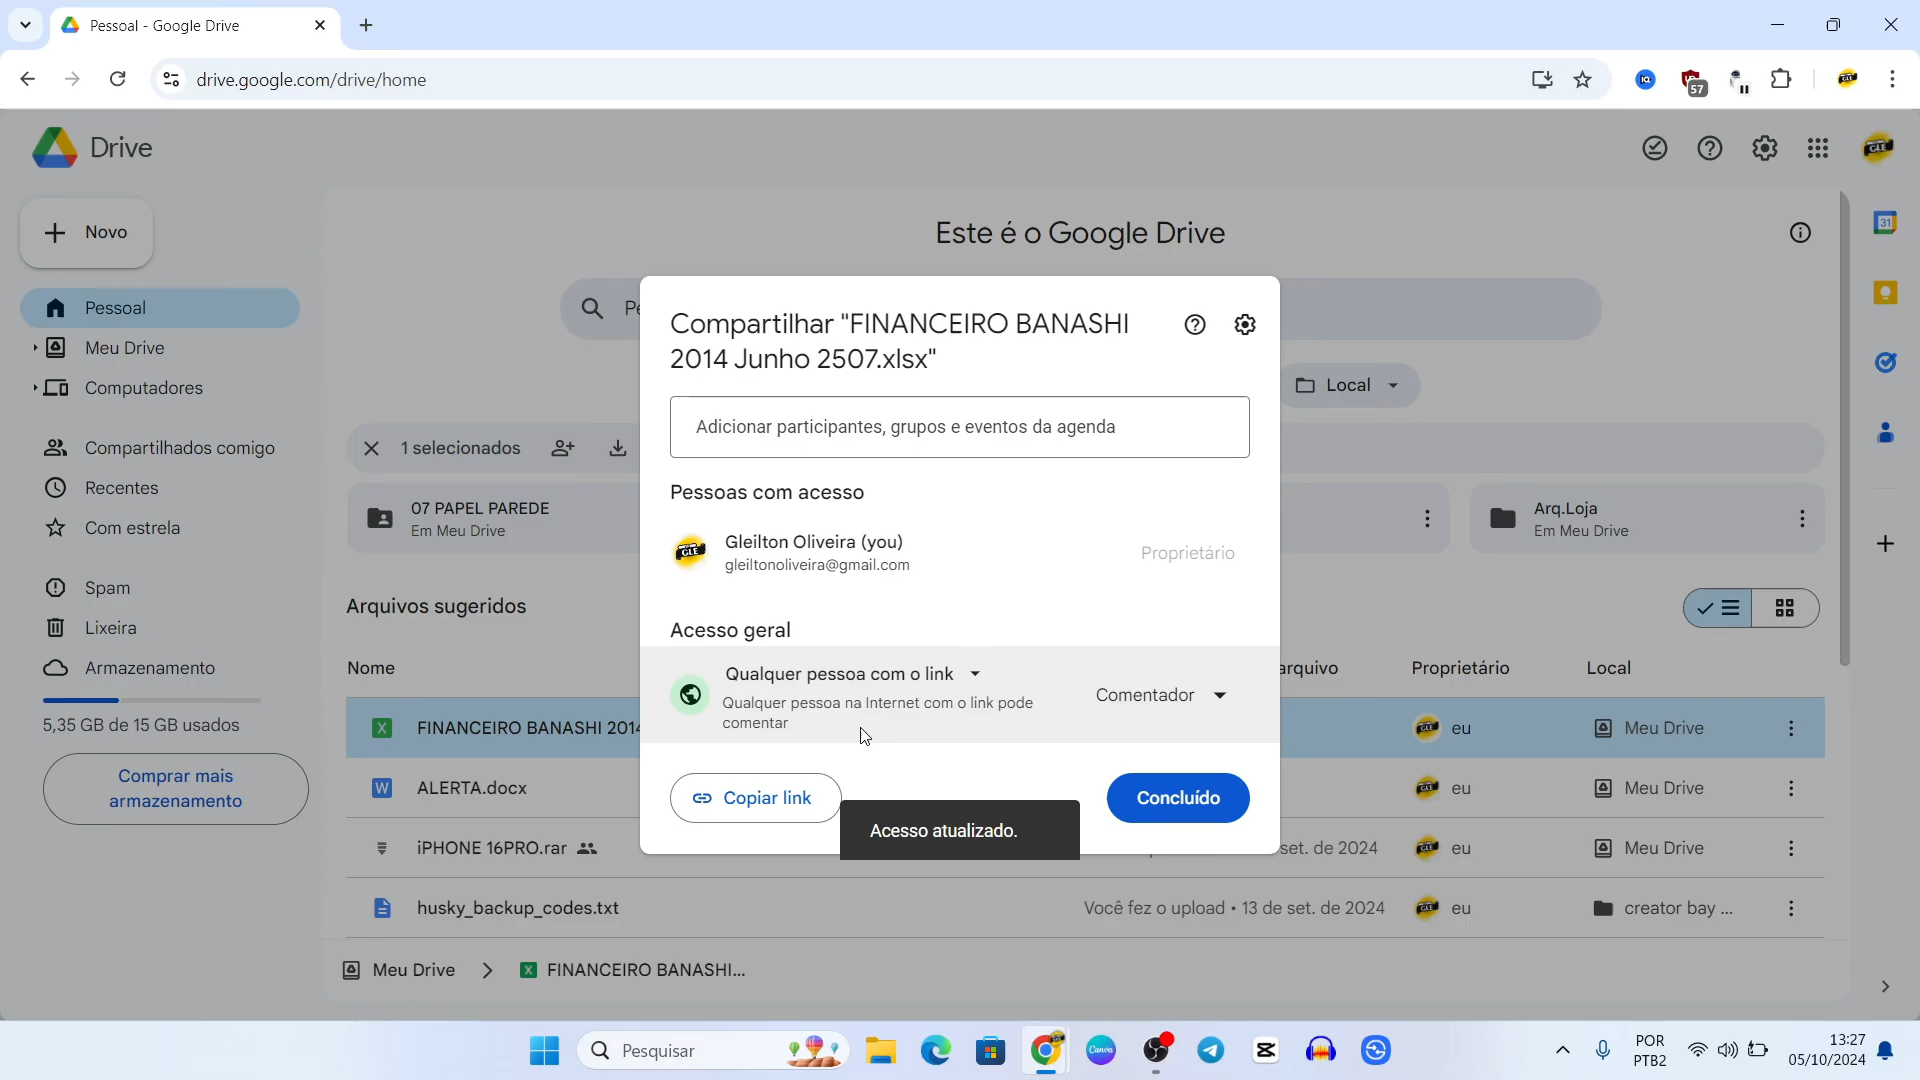 Pessoal - Google Drive
drive.google.com/drive/home
57
Drive
Novo
Este é o Google Drive
Pessoal
Meu Drive
Computadores
Compartilhados comigo
Recentes
Com estrela
Spam
Lixeira
Armazenamento
5,35 GB de 15 GB usados
Comprar mais
armazenamento
Local
1 selecionados
07 PAPEL PAREDE
Em Meu Drive
Arq.Loja
Em Meu Drive
Arquivos sugeridos
Nome
arquivo
Proprietário
Local
FINANCEIRO BANASHI 2014
eu
Meu Drive
ALERTA.docx
eu
Meu Drive
iPHONE 16PRO.rar
set. de 2024
eu
Meu Drive
husky_backup_codes.txt
Você fez o upload • 13 de set. de 2024
eu
creator bay ...
Meu Drive
FINANCEIRO BANASHI...
Compartilhar "FINANCEIRO BANASHI
2014 Junho 2507.xlsx"
Adicionar participantes, grupos e eventos da agenda
Pessoas com acesso
Gleilton Oliveira (you)
gleiltonoliveira@gmail.com
Proprietário
Acesso geral
Qualquer pessoa com o link
Qualquer pessoa na Internet com o link pode
comentar
Comentador
Copiar link
Concluído
Acesso atualizado.
Pesquisar
Canva
POR
PTB2
13:27
05/10/2024